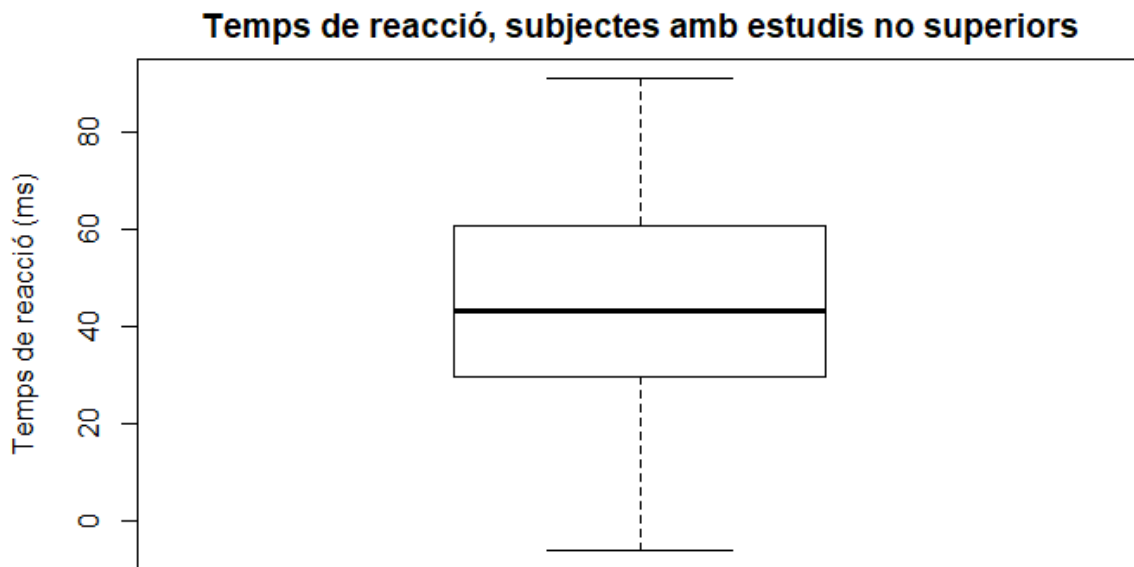 Temps de reacció, subjectes amb estudis no superiors
Temps de reacció (ms)
80
60
40
20
0